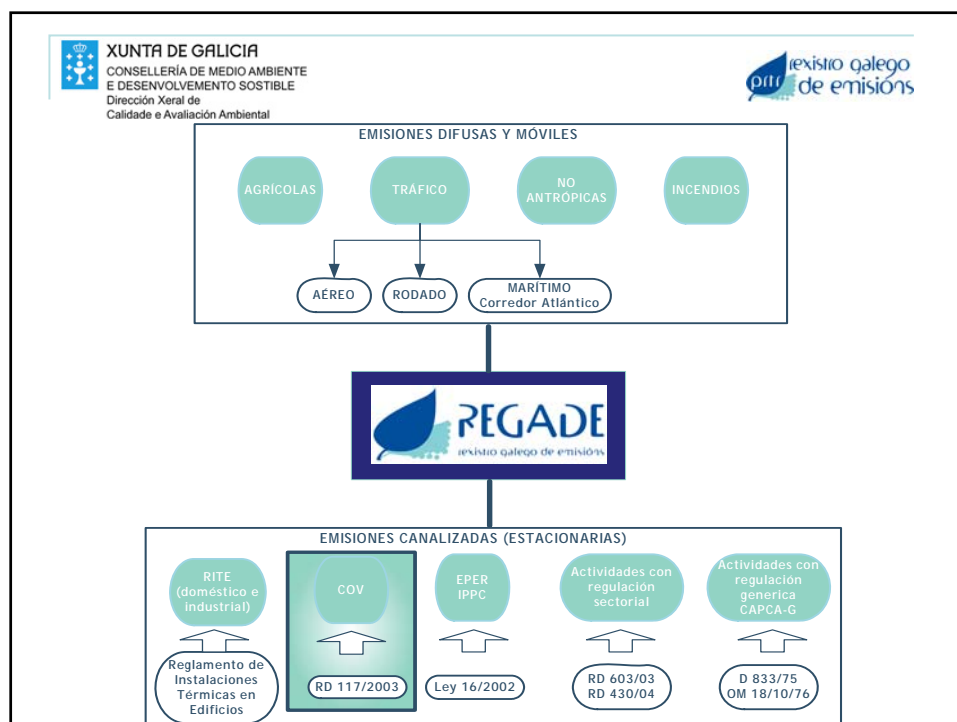 XUNTA DE GALICIA
CONSELLERÍA DE MEDIO AMBIENTE
E DESENVOLVEMENTO SOSTIBLE
Dirección Xeral de
Calidade e Avaliación Ambiental
prtr
rexistro galego
de emisións
EMISIONES DIFUSAS Y MÓVILES
AGRÍCOLAS
TRÁFICO
NO
ANTRÓPICAS
INCENDIOS
AÉREO
RODADO
MARÍTIMO
Corredor Atlántico
REGADE
rexistro galego de emisións
EMISIONES CANALIZADAS (ESTACIONARIAS)
RITE
(doméstico e
industrial)
COV
EPER
IPPC
Actividades con
regulación
sectorial
Actividades con
regulación
generica
CAPCA-G
Reglamento de
Instalaciones
Térmicas en
Edificios
RD 117/2003
Ley 16/2002
RD 603/03
RD 430/04
D 833/75
OM 18/10/76